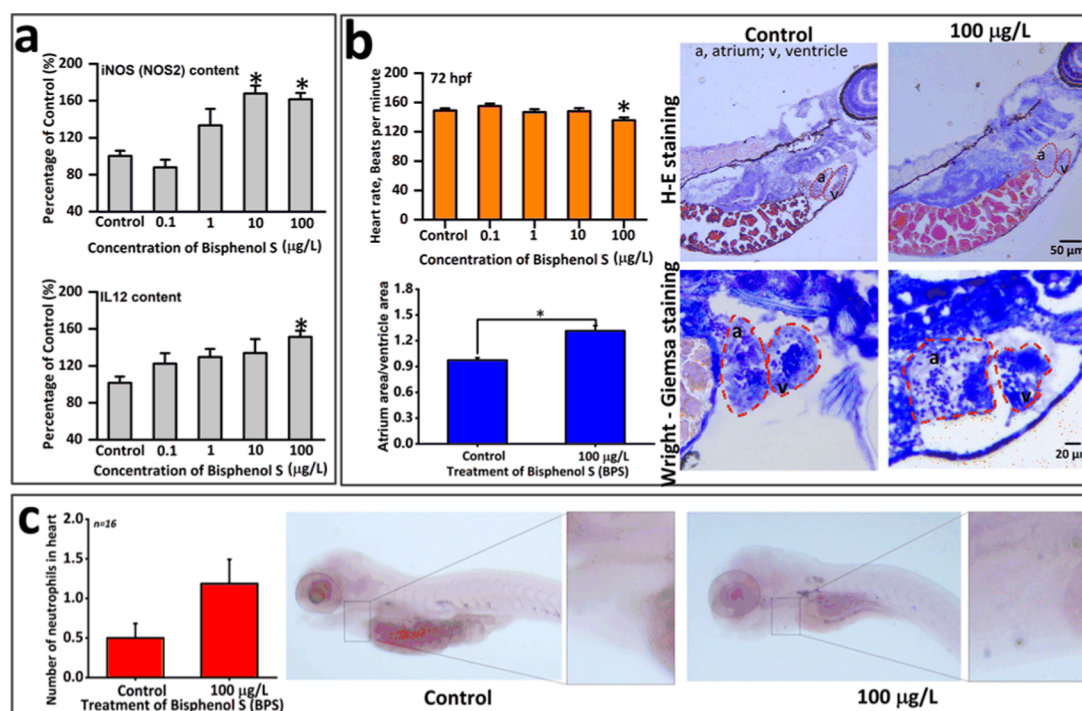 a
iNOS (NOS2) content
Percentage of Control (%)
200
160
120
80
40
* *
Control 0.1 1 10 100
Concentration of Bisphenol S (µg/L)
IL12 content
Percentage of Control (%)
200
160
120
80
40
*
Control 0.1 1 10 100
Concentration of Bisphenol S (µg/L)
b
72 hpf
Heart rate, Beats per minute
200
160
120
80
40
0
*
Control 0.1 1 10 100
Concentration of Bisphenol S (µg/L)
Atrium area/ventricle area
1.8
1.5
1.2
0.9
0.6
0.3
0.0
*
Control 100 µg/L
Treatment of Bisphenol S (BPS)
Control
100 µg/L
a, atrium; v, ventricle
H-E staining
a
v
a
v
50 µm
Wright - Giemsa staining
a
v
a
v
20 µm
c
n=16
Number of neutrophils in heart
2.0
1.5
1.0
0.5
0.0
Control 100 µg/L
Treatment of Bisphenol S (BPS)
Control
100 µg/L